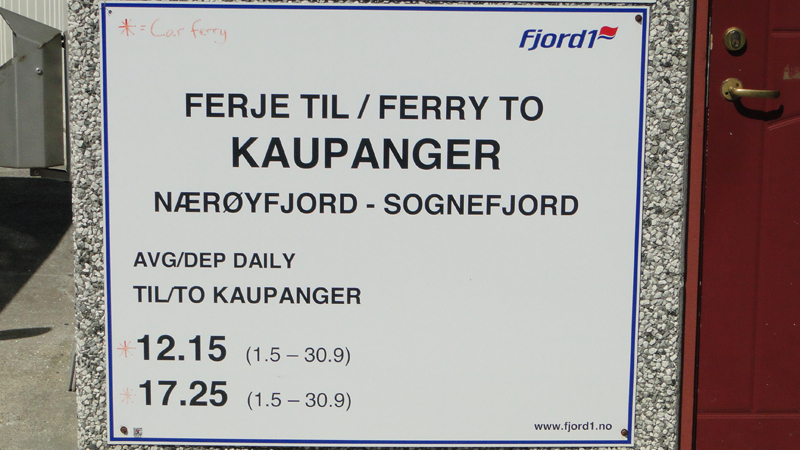 * = Car ferry
Fjord1
FERJE TIL / FERRY TO
KAUPANGER
NÆRØYFJORD - SOGNEFJORD
AVG/DEP DAILY
TIL/TO KAUPANGER
* 12.15 (1.5 – 30.9)
* 17.25 (1.5 – 30.9)
www.fjord1.no